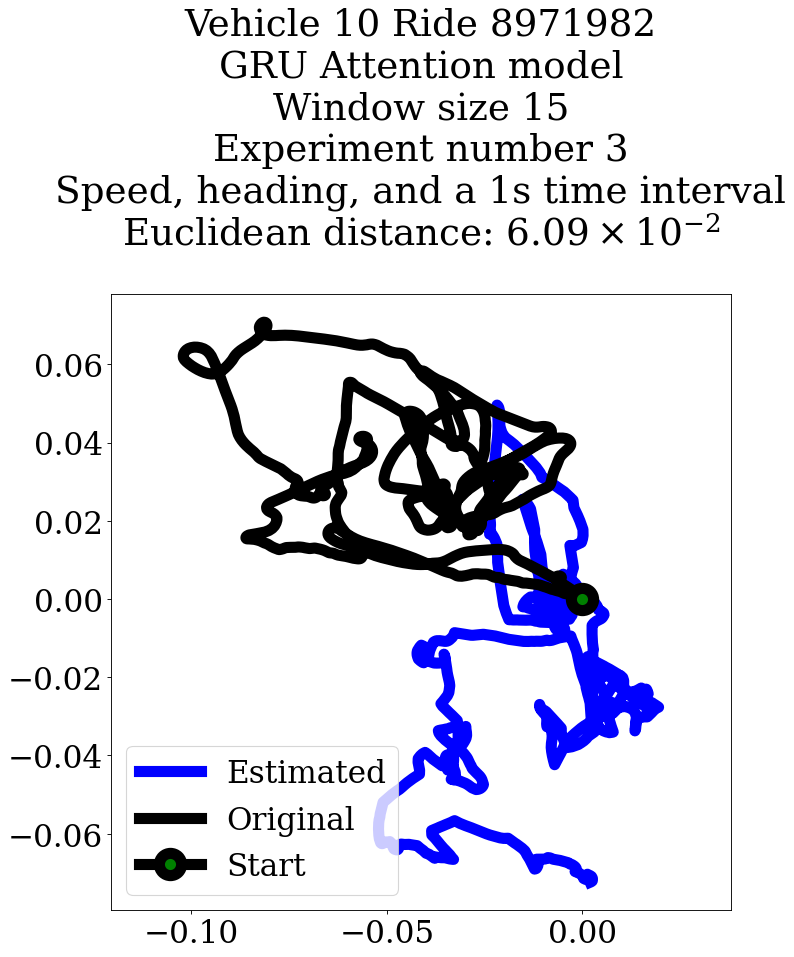 Vehicle 10 Ride 8971982
GRU Attention model
Window size 15
Experiment number 3
Speed, heading, and a 1s time interval
Euclidean distance: 6.09 × 10⁻²
0.06
0.04
0.02
0.00
−0.02
−0.04
−0.06
Estimated
Original
Start
−0.10
−0.05
0.00